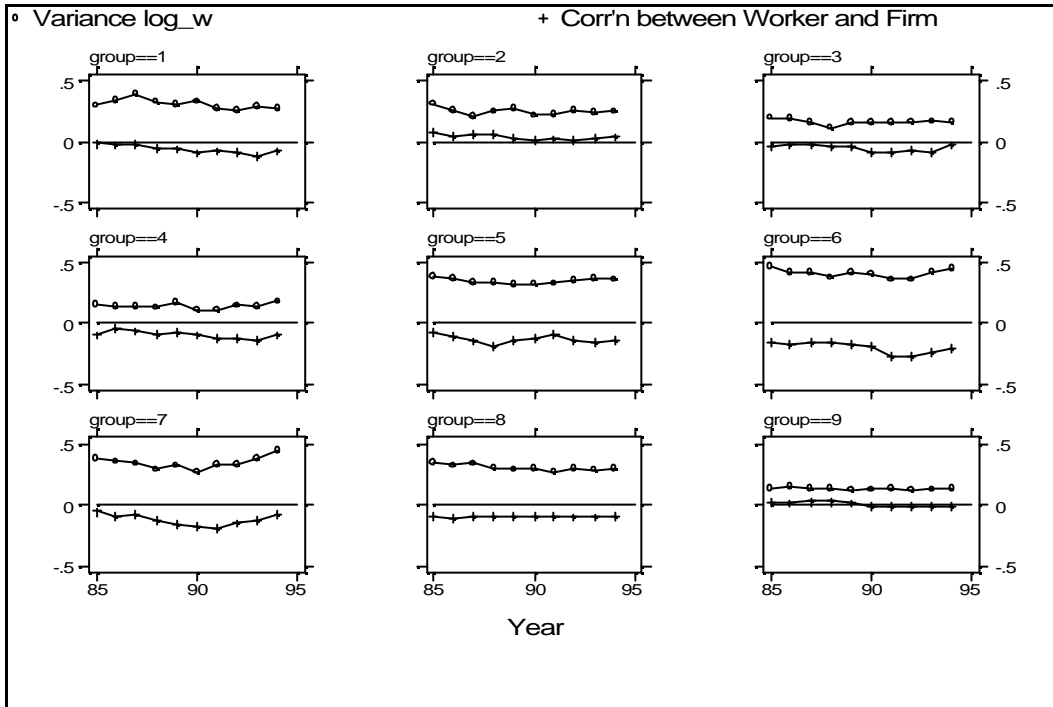 o Variance log_w + Corr'n between Worker and Firm
group==1 group==2 group==3
.5 .5
0 0
-.5 -.5
group==4 group==5 group==6
.5 .5
0 0
-.5 -.5
group==7 group==8 group==9
.5 .5
0 0
-.5 -.5
85 90 95 85 90 95 85 90 95
Year